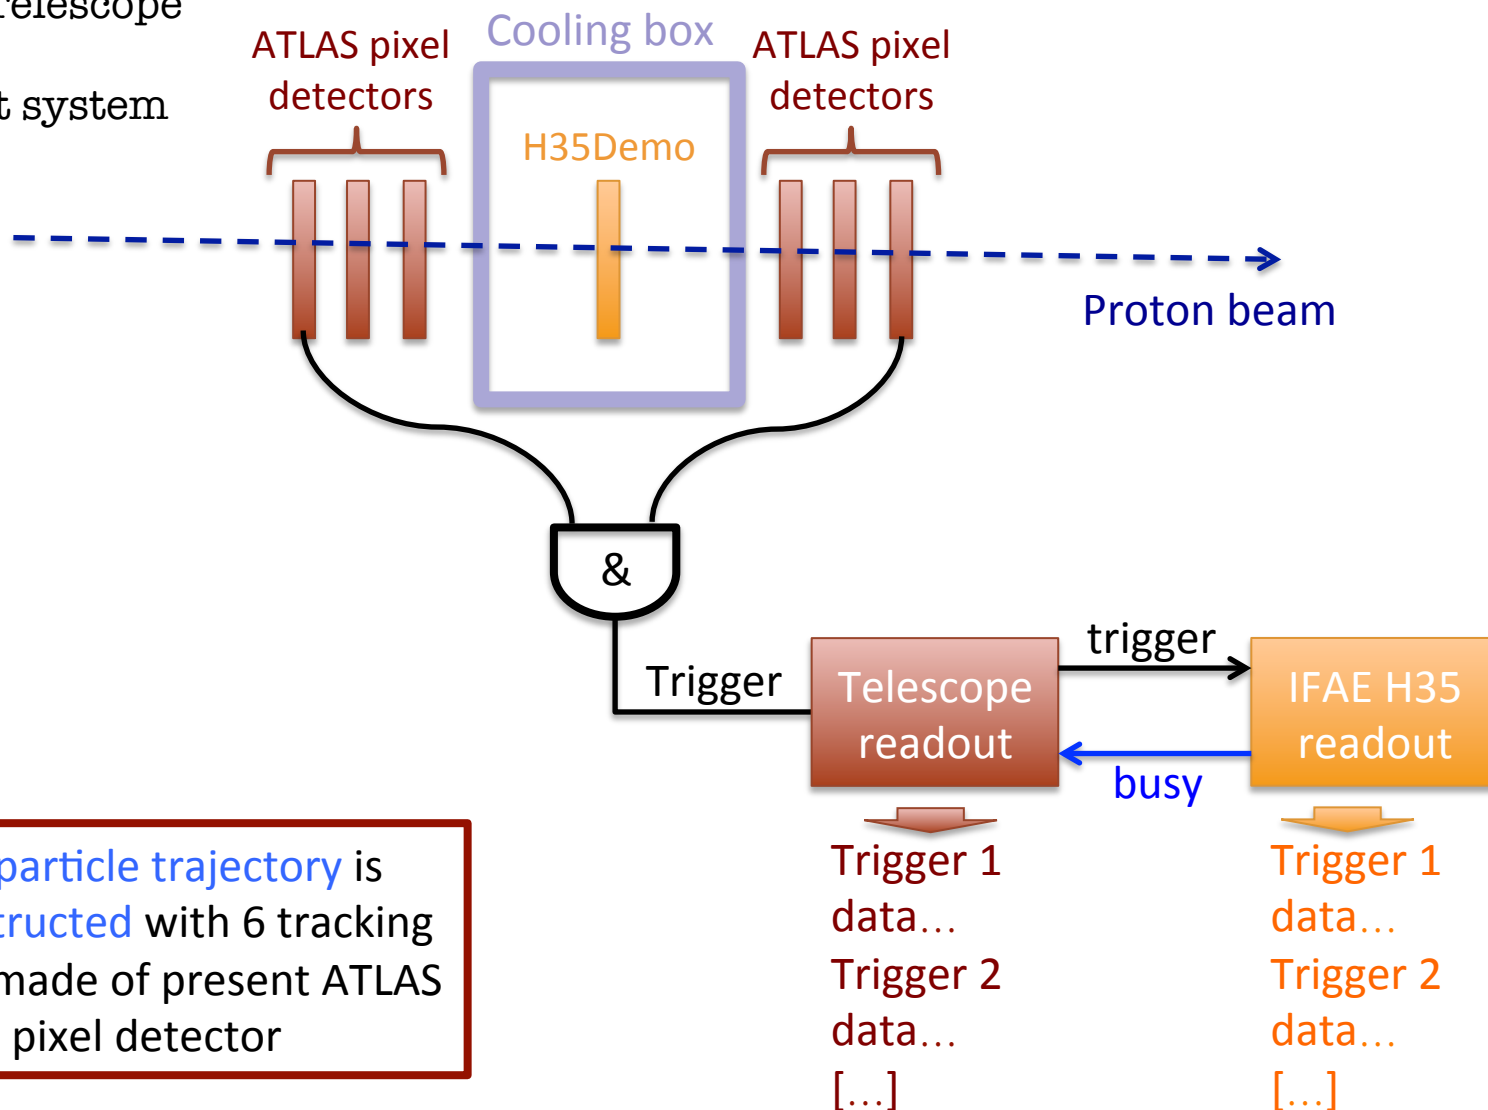 Telescope
t system
ATLAS pixel
detectors
Cooling box
ATLAS pixel
detectors
H35Demo
Proton beam
&
Trigger
Telescope
readout
trigger
busy
IFAE H35
readout
particle trajectory is
tructed with 6 tracking
made of present ATLAS
pixel detector
Trigger 1
data...
Trigger 2
data...
[...]
Trigger 1
data...
Trigger 2
data...
[...]